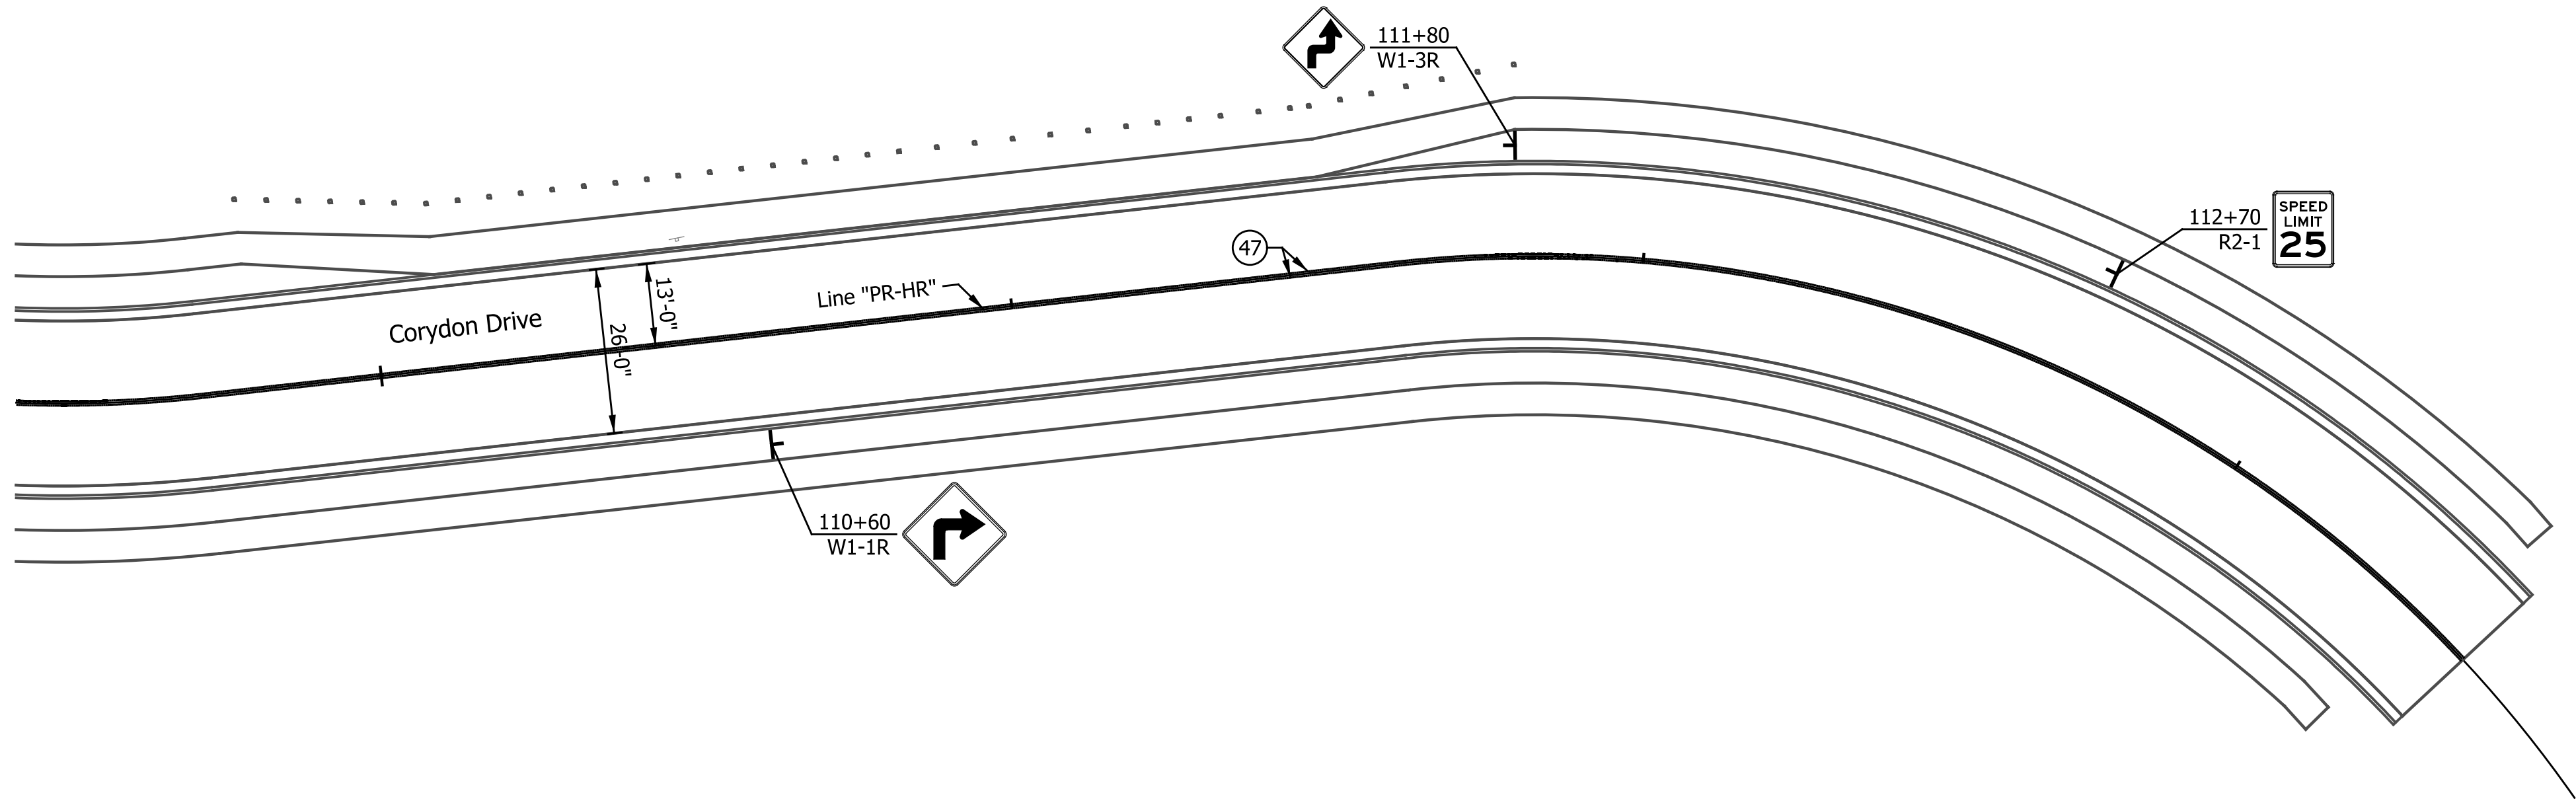 111+80
W1-3R
112+70
R2-1
SPEED
LIMIT
25
47
Line "PR-HR"
13'-0"
Corydon Drive
26'-0"
110+60
W1-1R